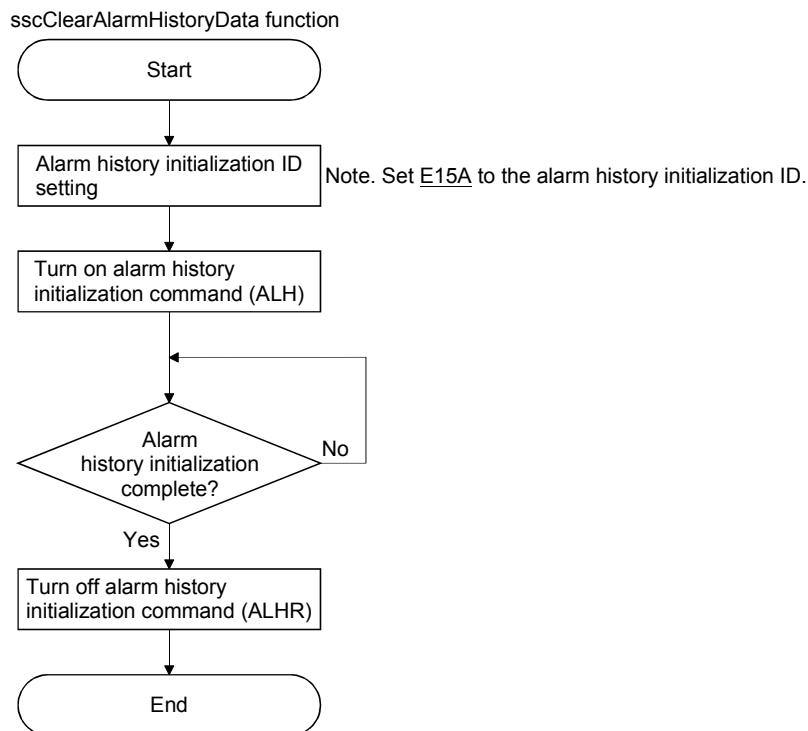 sscClearAlarmHistoryData function
Start
Alarm history initialization ID
setting
Note. Set E15A to the alarm history initialization ID.
Turn on alarm history
initialization command (ALH)
Alarm
history initialization
complete?
No
Yes
Turn off alarm history
initialization command (ALHR)
End